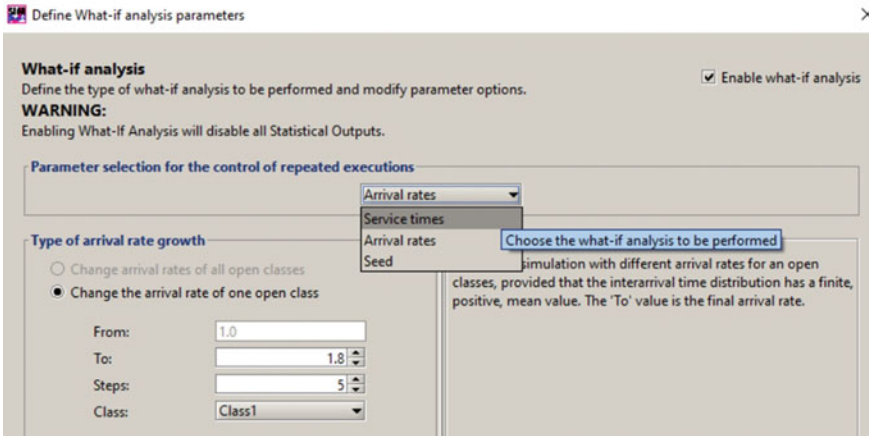 Define What-if analysis parameters
What-if analysis
Define the type of what-if analysis to be performed and modify parameter options.
Enable what-if analysis
WARNING:
Enabling What-If Analysis will disable all Statistical Outputs.
Parameter selection for the control of repeated executions
Arrival rates
Service times
Arrival rates
Seed
Choose the what-if analysis to be performed
Type of arrival rate growth
Change arrival rates of all open classes
Change the arrival rate of one open class
From: 1.0
To: 1.8
Steps: 5
Class: Class1
simulation with different arrival rates for an open
classes, provided that the interarrival time distribution has a finite,
positive, mean value. The 'To' value is the final arrival rate.